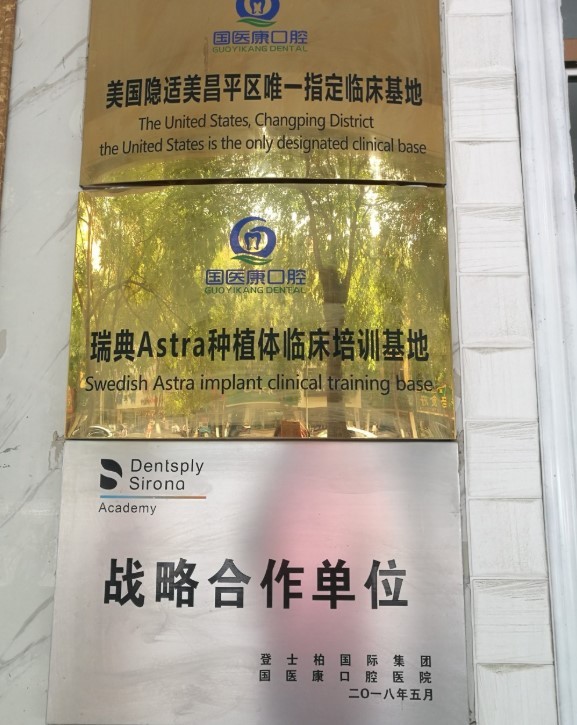 国医康口腔
GUOYIKANG DENTAL
美国隐适美昌平区唯一指定临床基地
The United States, Changping District
the United States is the only designated clinical base
国医康口腔
GUOYIKANG DENTAL
瑞典Astra种植体临床培训基地
Swedish Astra implant clinical training base
Dentsply
Sirona
Academy
战略合作单位
登士柏国际集团
国医康口腔医院
二〇一八年五月